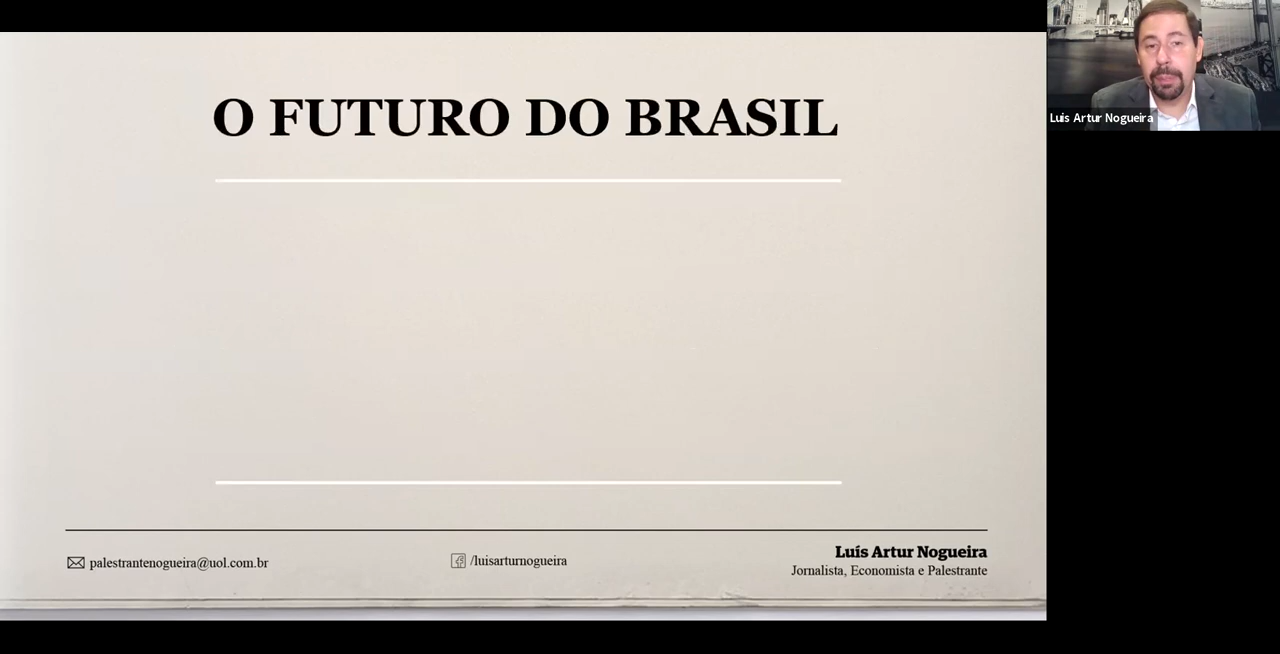 O FUTURO DO BRASIL
Luis Artur Nogueira
palestrantenogueira@uol.com.br
/luisarturnogueira
Luís Artur Nogueira
Jornalista, Economista e Palestrante